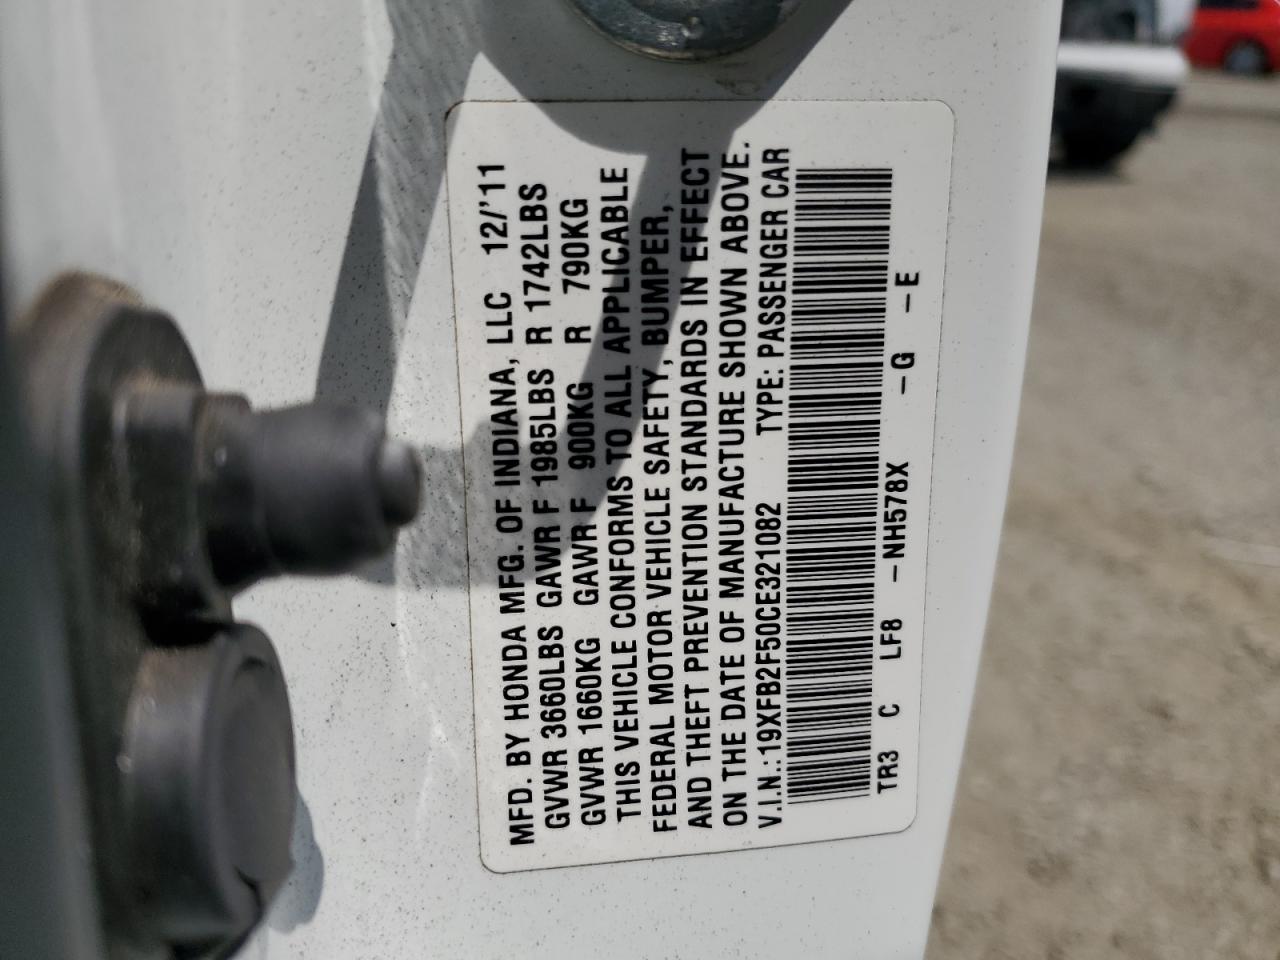 MFD. BY HONDA MFG. OF INDIANA, LLC 12/'11
GVWR 3660LBS GAWR F 1985LBS R 1742LBS
GVWR 1660KG GAWR F 900KG R 790KG
THIS VEHICLE CONFORMS TO ALL APPLICABLE
FEDERAL MOTOR VEHICLE SAFETY, BUMPER,
AND THEFT PREVENTION STANDARDS IN EFFECT
ON THE DATE OF MANUFACTURE SHOWN ABOVE.
V.I.N.:19XFB2F50CE321082 TYPE: PASSENGER CAR
TR3 C LF8 -NH578X -G -E